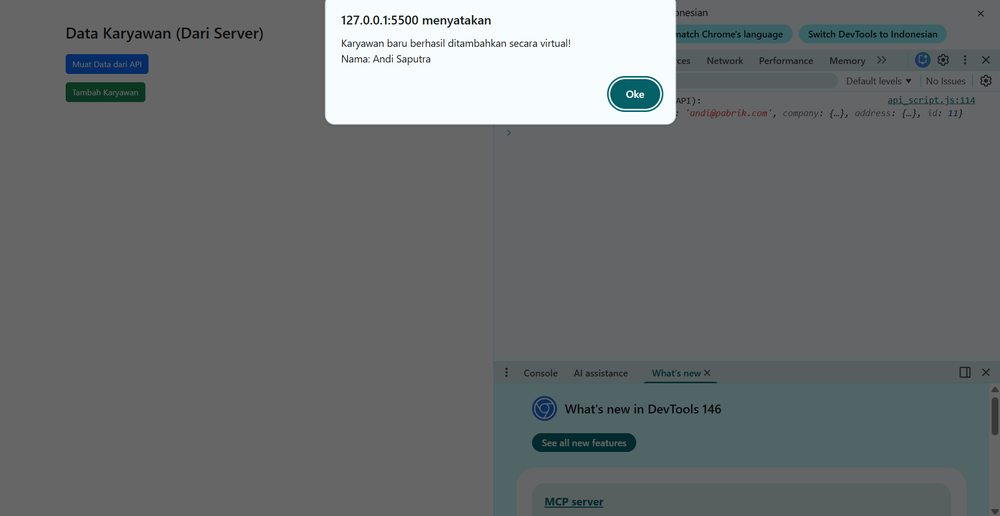 Data Karyawan (Dari Server)
Muat Data dari API
Tambah Karyawan
127.0.0.1:5500 menyatakan
Karyawan baru berhasil ditambahkan secara virtual!
Nama: Andi Saputra
Oke
match Chrome's language
Switch DevTools to Indonesian
Network
Performance
Memory
Default levels
No Issues
API):
api_script.js:114
: 'andi@pabrik.com', company: {…}, address: {…}, id: 11}
Console
AI assistance
What's new
What's new in DevTools 146
See all new features
MCP server